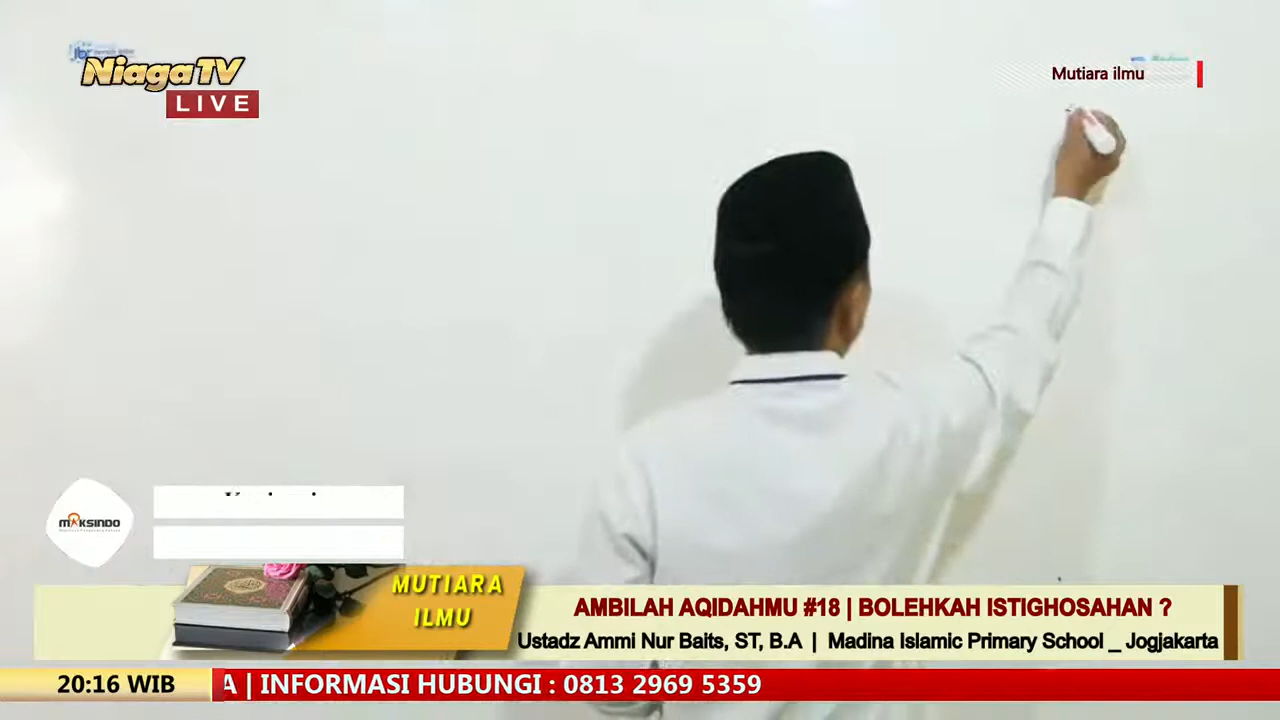 NiagaTV
LIVE
Mutiara ilmu
MAKSINDO
MUTIARA
ILMU
AMBILAH AQIDAHMU #18 | BOLEHKAH ISTIGHOSAHAN ?
Ustadz Ammi Nur Baits, ST, B.A | Madina Islamic Primary School _ Jogjakarta
20:16 WIB
A | INFORMASI HUBUNGI : 0813 2969 5359